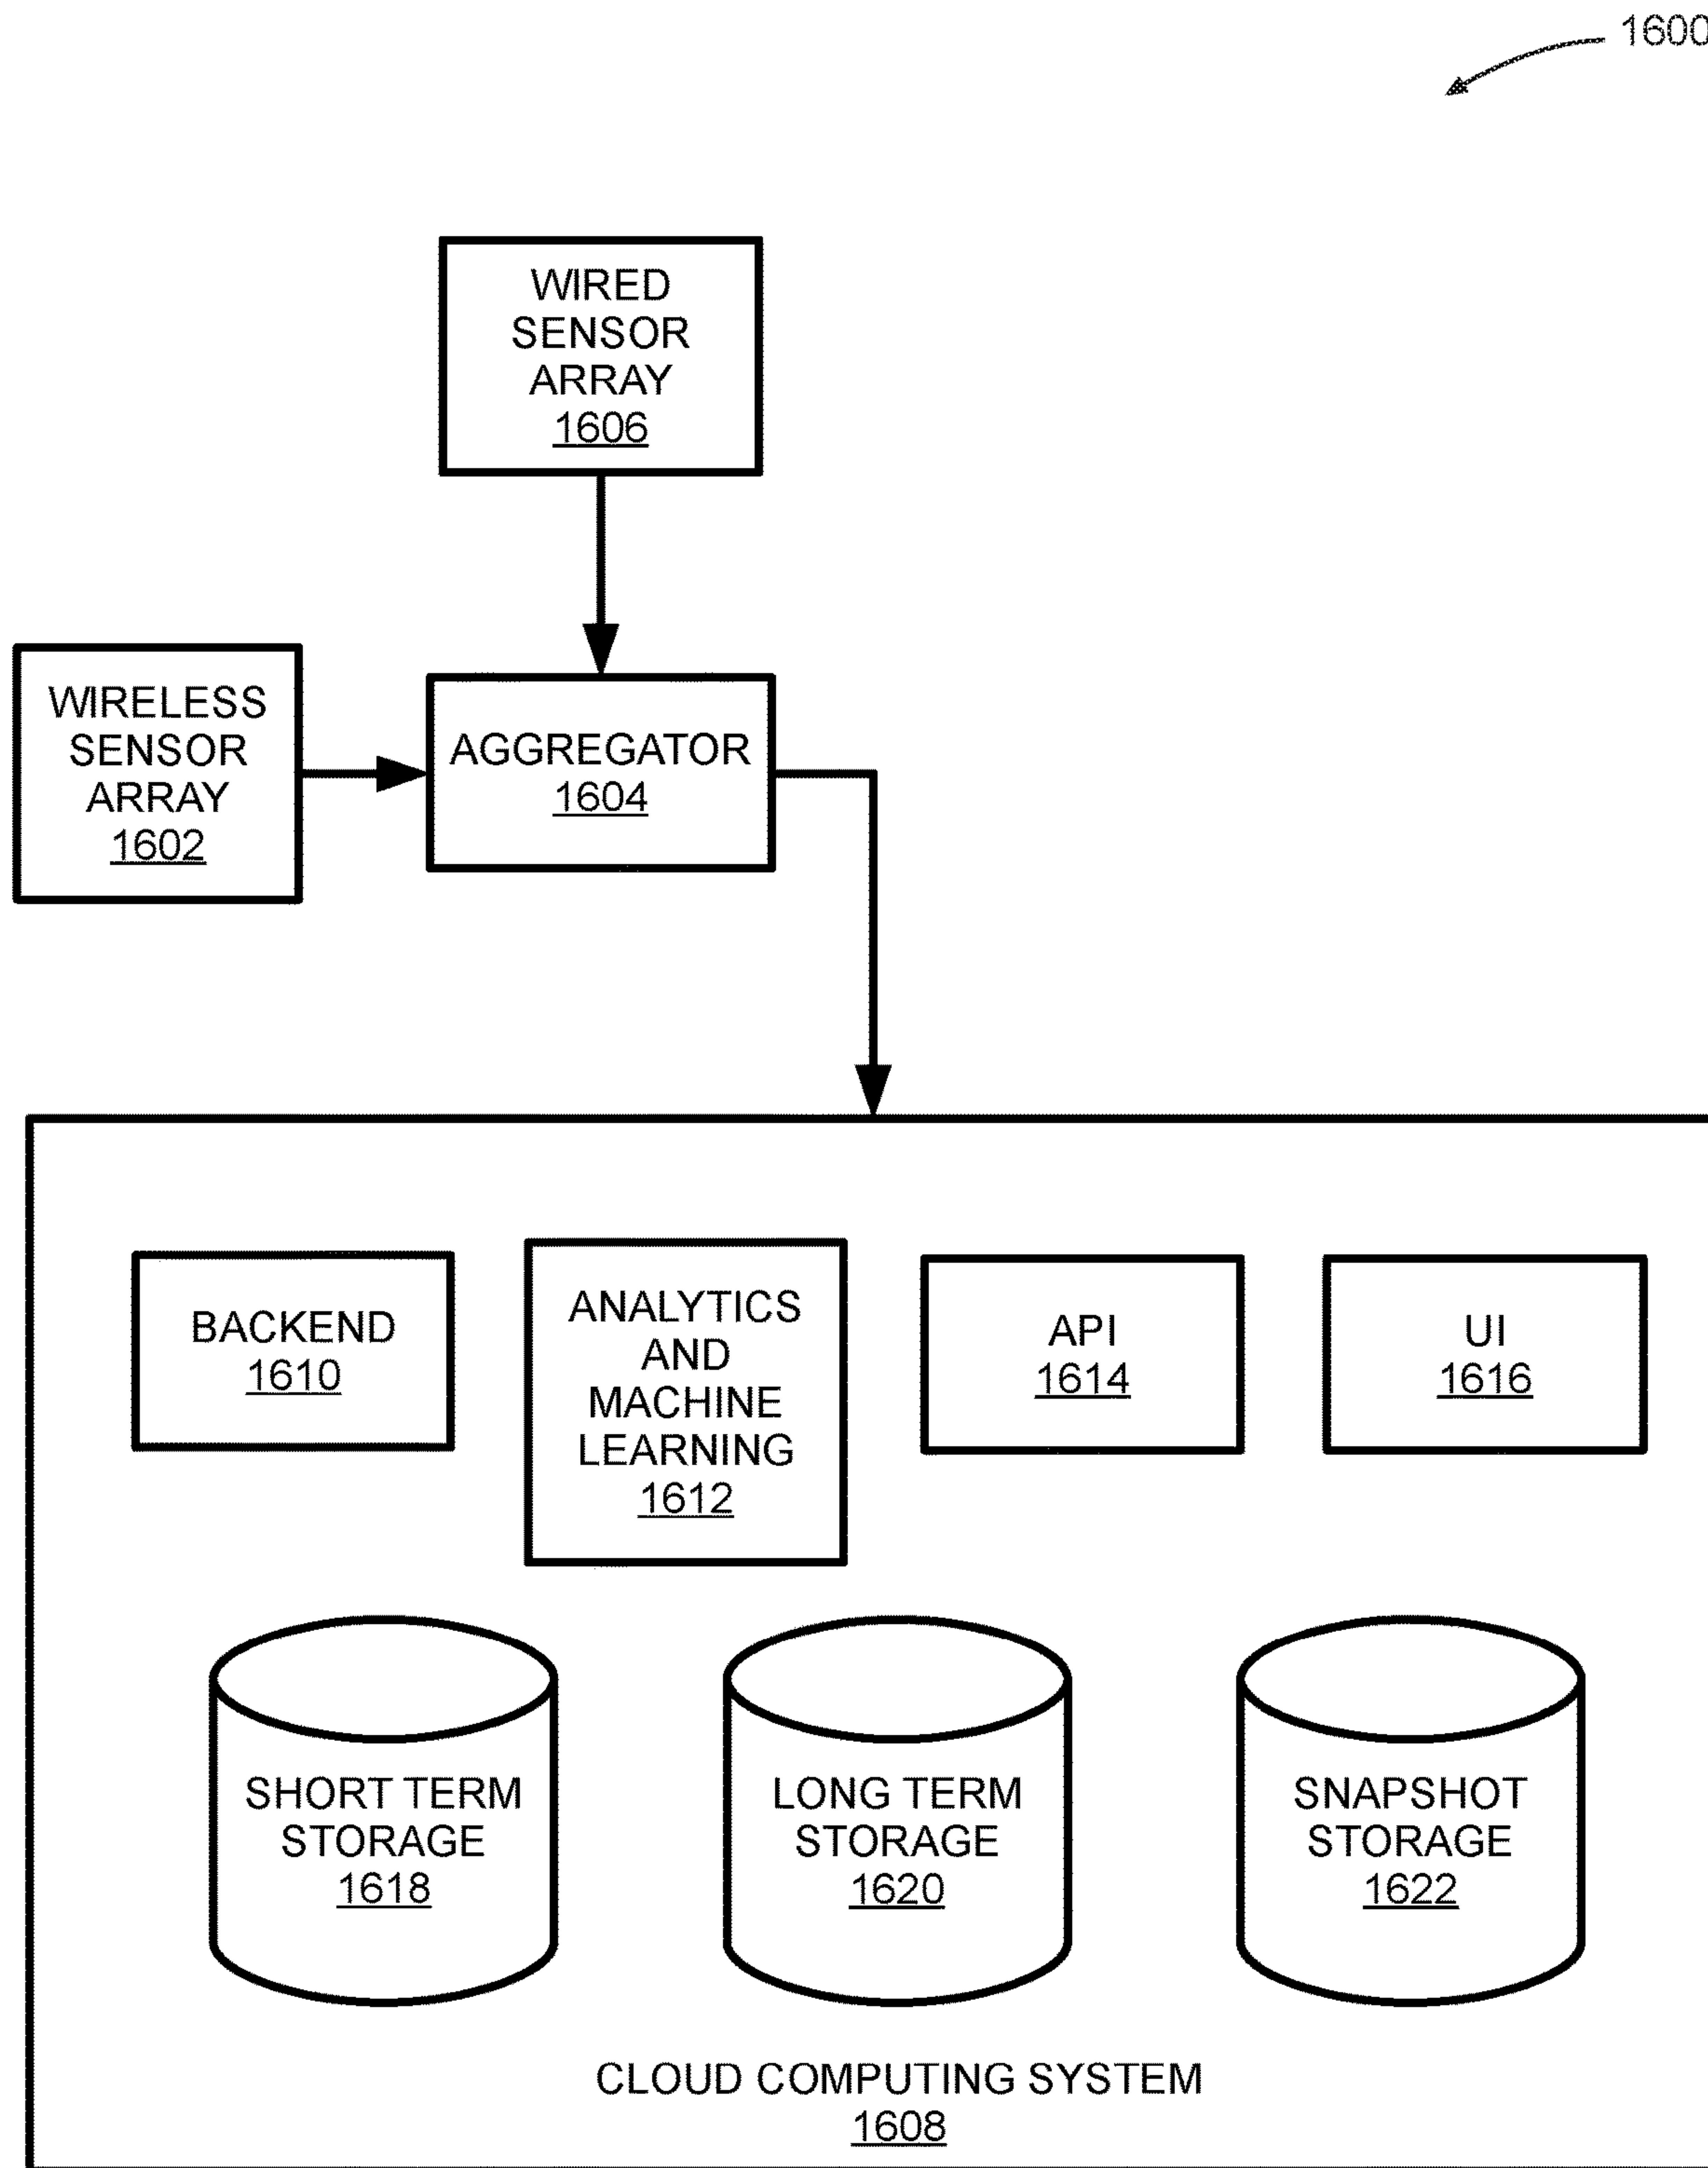 1600
WIRED
SENSOR
ARRAY
1606
WIRELESS
SENSOR
ARRAY
1602
AGGREGATOR
1604
BACKEND
1610
ANALYTICS
AND
MACHINE
LEARNING
1612
API
1614
UI
1616
SHORT TERM
STORAGE
1618
LONG TERM
STORAGE
1620
SNAPSHOT
STORAGE
1622
CLOUD COMPUTING SYSTEM
1608